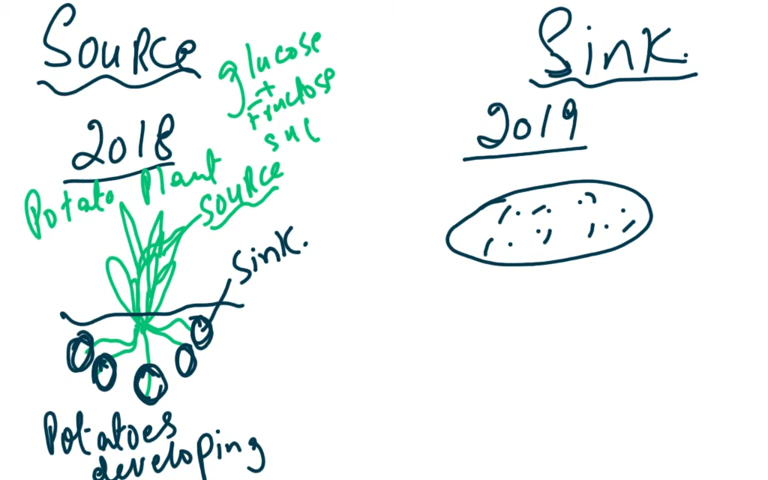 Source
glucose
+
Fructose
suc
2018
Potato Plant
source
Sink.
Potatoes
developing
Sink.
2019